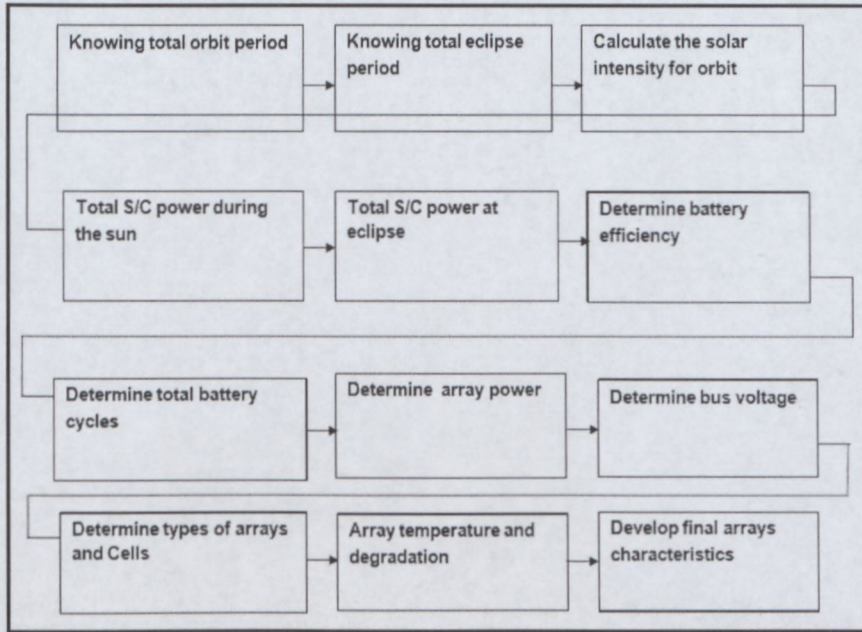 Knowing total orbit period
Knowing total eclipse
period
Calculate the solar
intensity for orbit
Total S/C power during
the sun
Total S/C power at
eclipse
Determine battery
efficiency
Determine total battery
cycles
Determine array power
Determine bus voltage
Determine types of arrays
and Cells
Array temperature and
degradation
Develop final arrays
characteristics